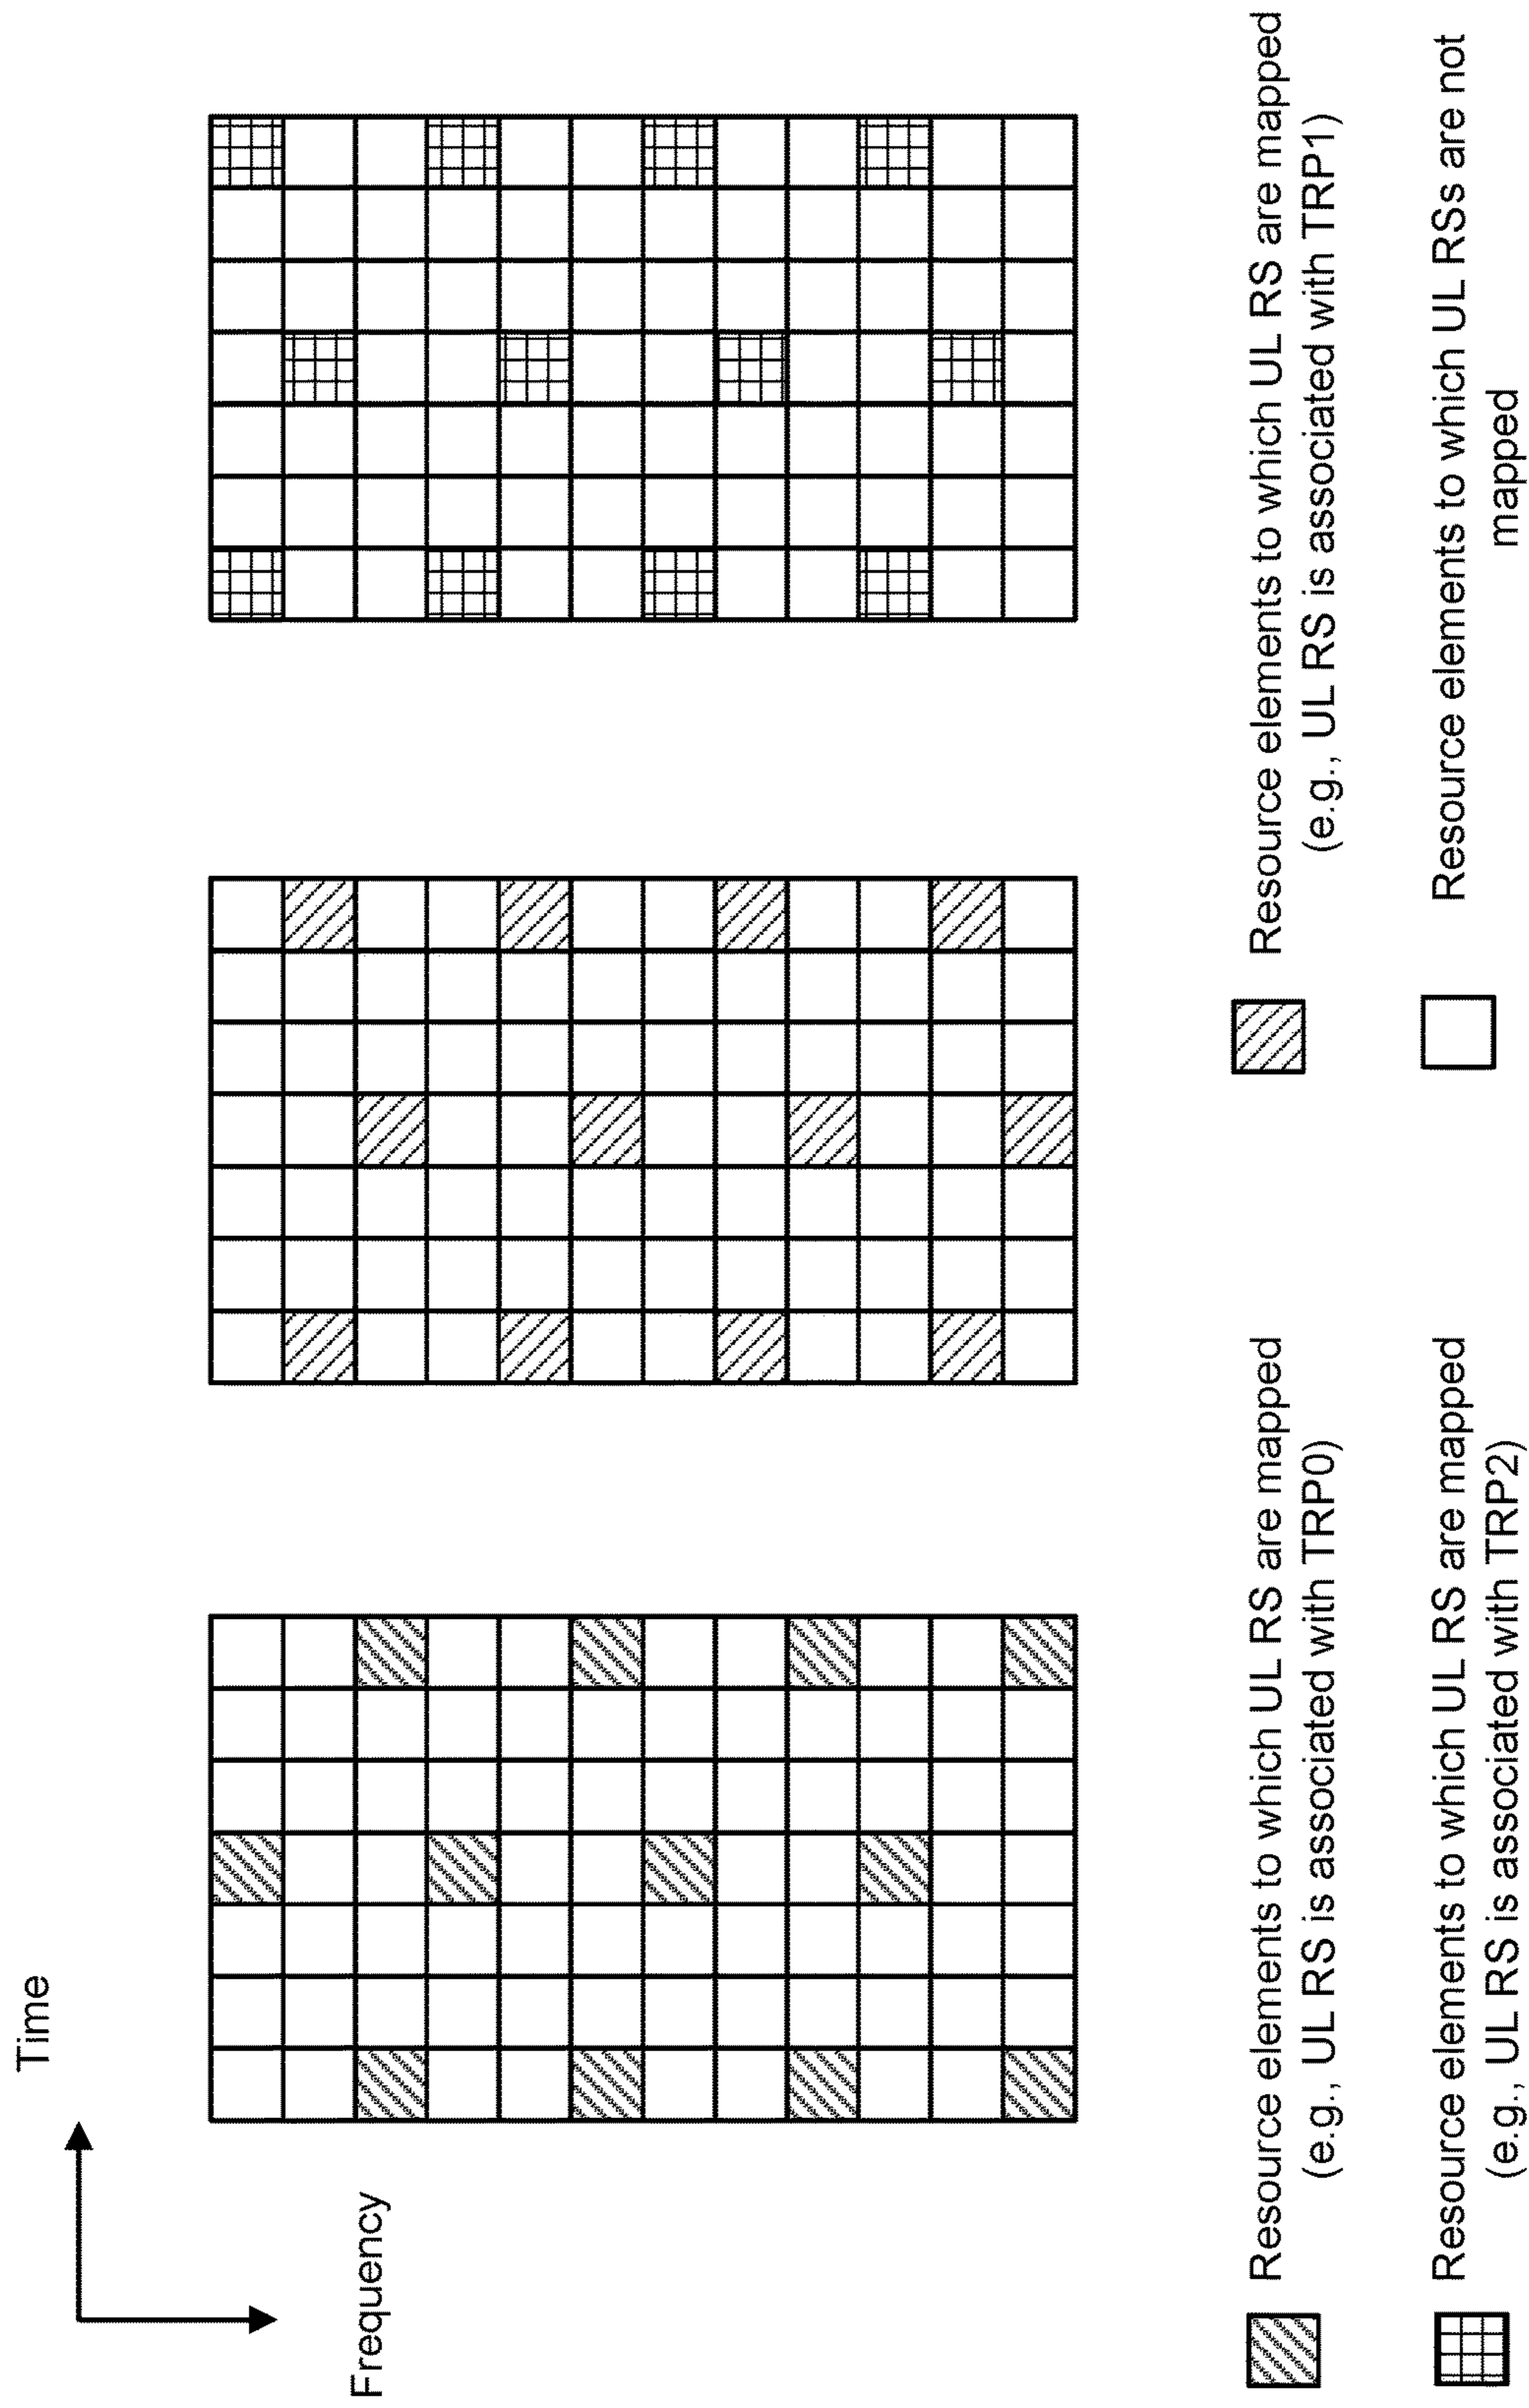 Time
Frequency
Resource elements to which UL RS are mapped
(e.g., UL RS is associated with TRP0)
Resource elements to which UL RS are mapped
(e.g., UL RS is associated with TRP1)
Resource elements to which UL RS are mapped
(e.g., UL RS is associated with TRP2)
Resource elements to which UL RSs are not
mapped